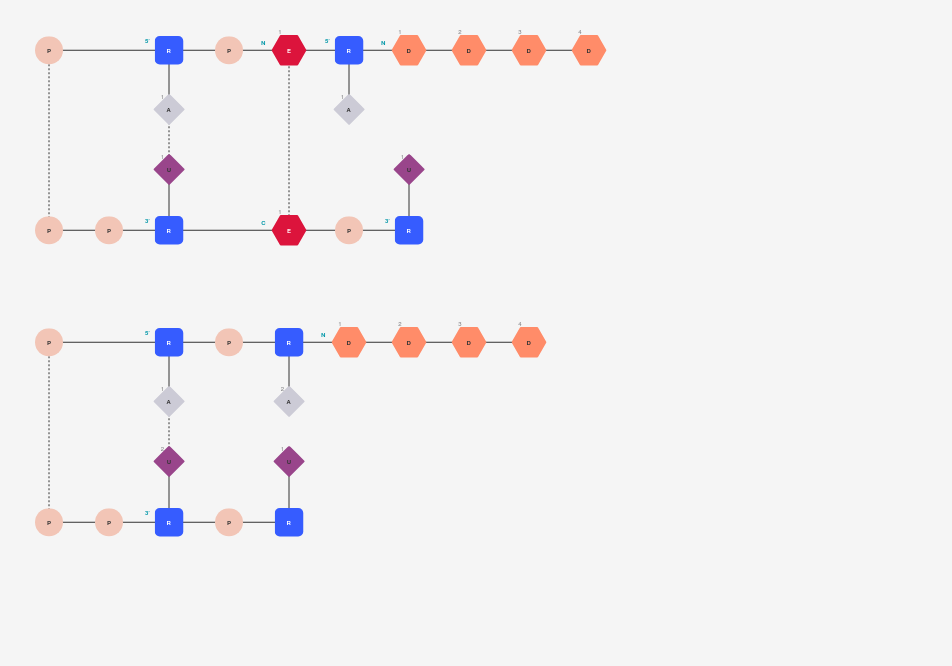 1 1 2 3 4
5' N 5' N
P R P E R D D D D
1 1
A A
1 1
U U
1
3' C 3'
P P R E P R
1 2 3 4
5' N
P R P R D D D D
1 2
A A
2 1
U U
3'
P P R P R